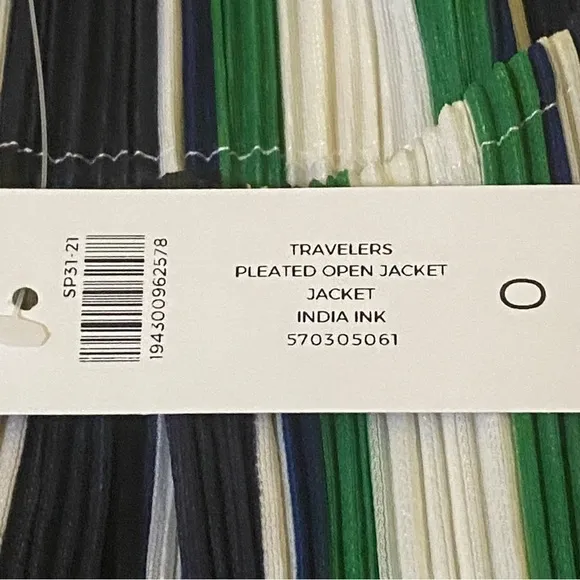 SP31-21
194300962578
TRAVELERS
PLEATED OPEN JACKET
JACKET
INDIA INK
570305061
0